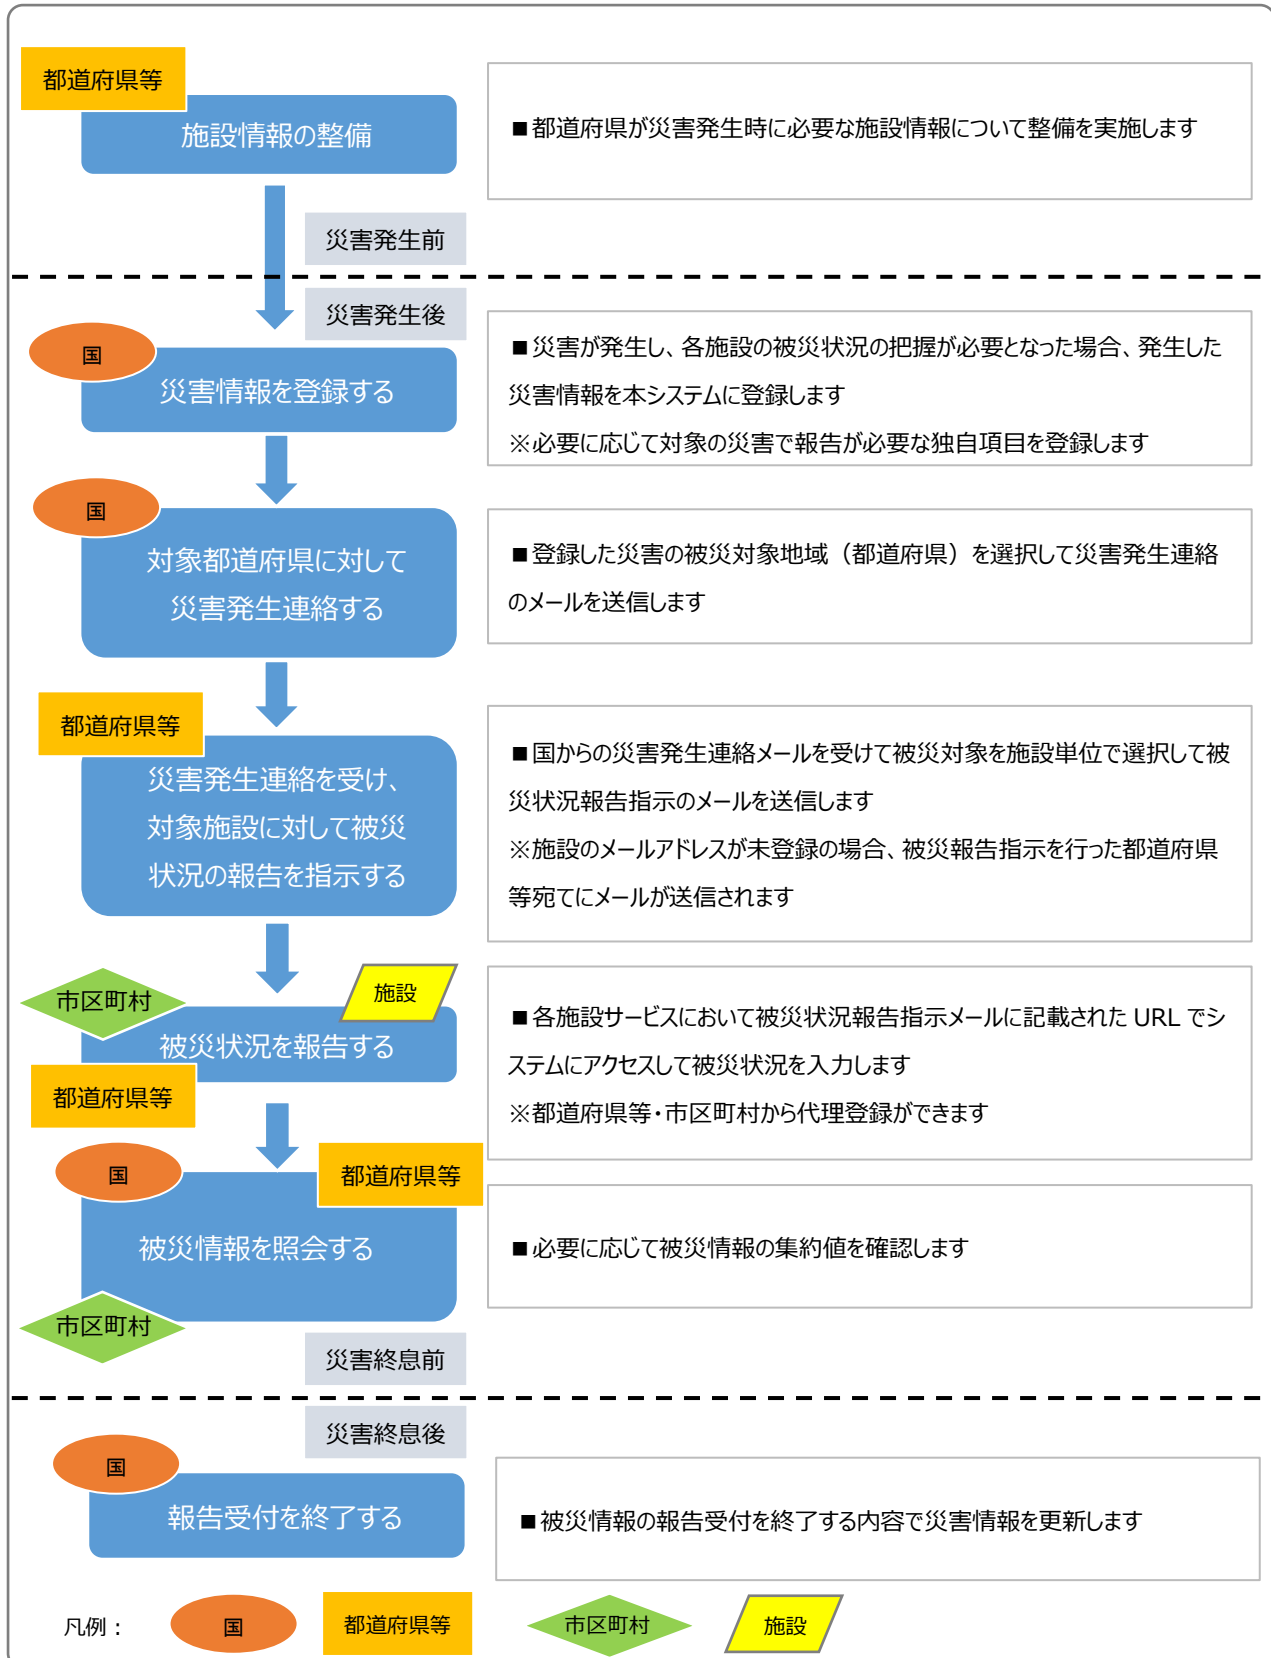 都道府県等
施設情報の整備
■都道府県が災害発生時に必要な施設情報について整備を実施します
災害発生前
災害発生後
国
災害情報を登録する
■災害が発生し、各施設の被災状況の把握が必要となった場合、発生した
災害情報を本システムに登録します
※必要に応じて対象の災害で報告が必要な独自項目を登録します
国
対象都道府県に対して
災害発生連絡する
■登録した災害の被災対象地域（都道府県）を選択して災害発生連絡
のメールを送信します
都道府県等
災害発生連絡を受け、
対象施設に対して被災
状況の報告を指示する
■国からの災害発生連絡メールを受けて被災対象を施設単位で選択して被
災状況報告指示のメールを送信します
※施設のメールアドレスが未登録の場合、被災報告指示を行った都道府県
等宛てにメールが送信されます
市区町村
施設
被災状況を報告する
都道府県等
■各施設サービスにおいて被災状況報告指示メールに記載された URL でシ
ステムにアクセスして被災状況を入力します
※都道府県等・市区町村から代理登録ができます
国
都道府県等
被災情報を照会する
市区町村
■必要に応じて被災情報の集約値を確認します
災害終息前
災害終息後
国
報告受付を終了する
■被災情報の報告受付を終了する内容で災害情報を更新します
凡例：
国
都道府県等
市区町村
施設